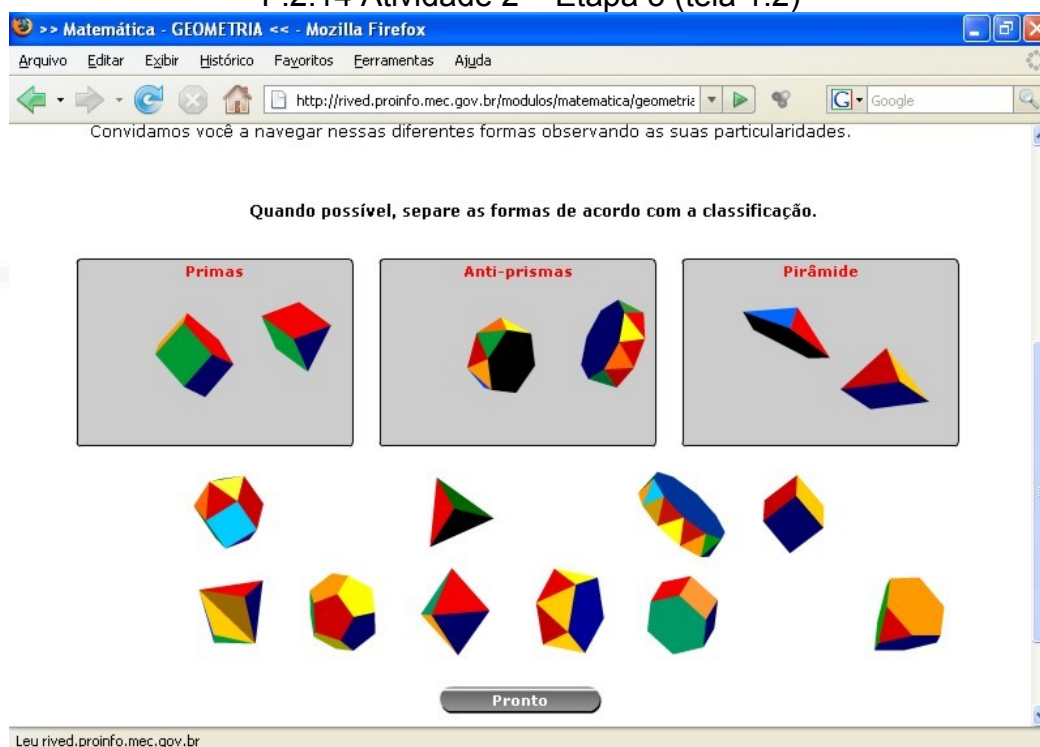 >> Matemática - GEOMETRIA << - Mozilla Firefox
Arquivo Editar Exibir Histórico Favoritos Ferramentas Ajuda
http://rived.proinfo.mec.gov.br/modulos/matematica/geometria
G Google
Convidamos você a navegar nessas diferentes formas observando as suas particularidades.
Quando possível, separe as formas de acordo com a classificação.
Primas Anti-prismas Pirâmide
Pronto
Leu rived.proinfo.mec.gov.br